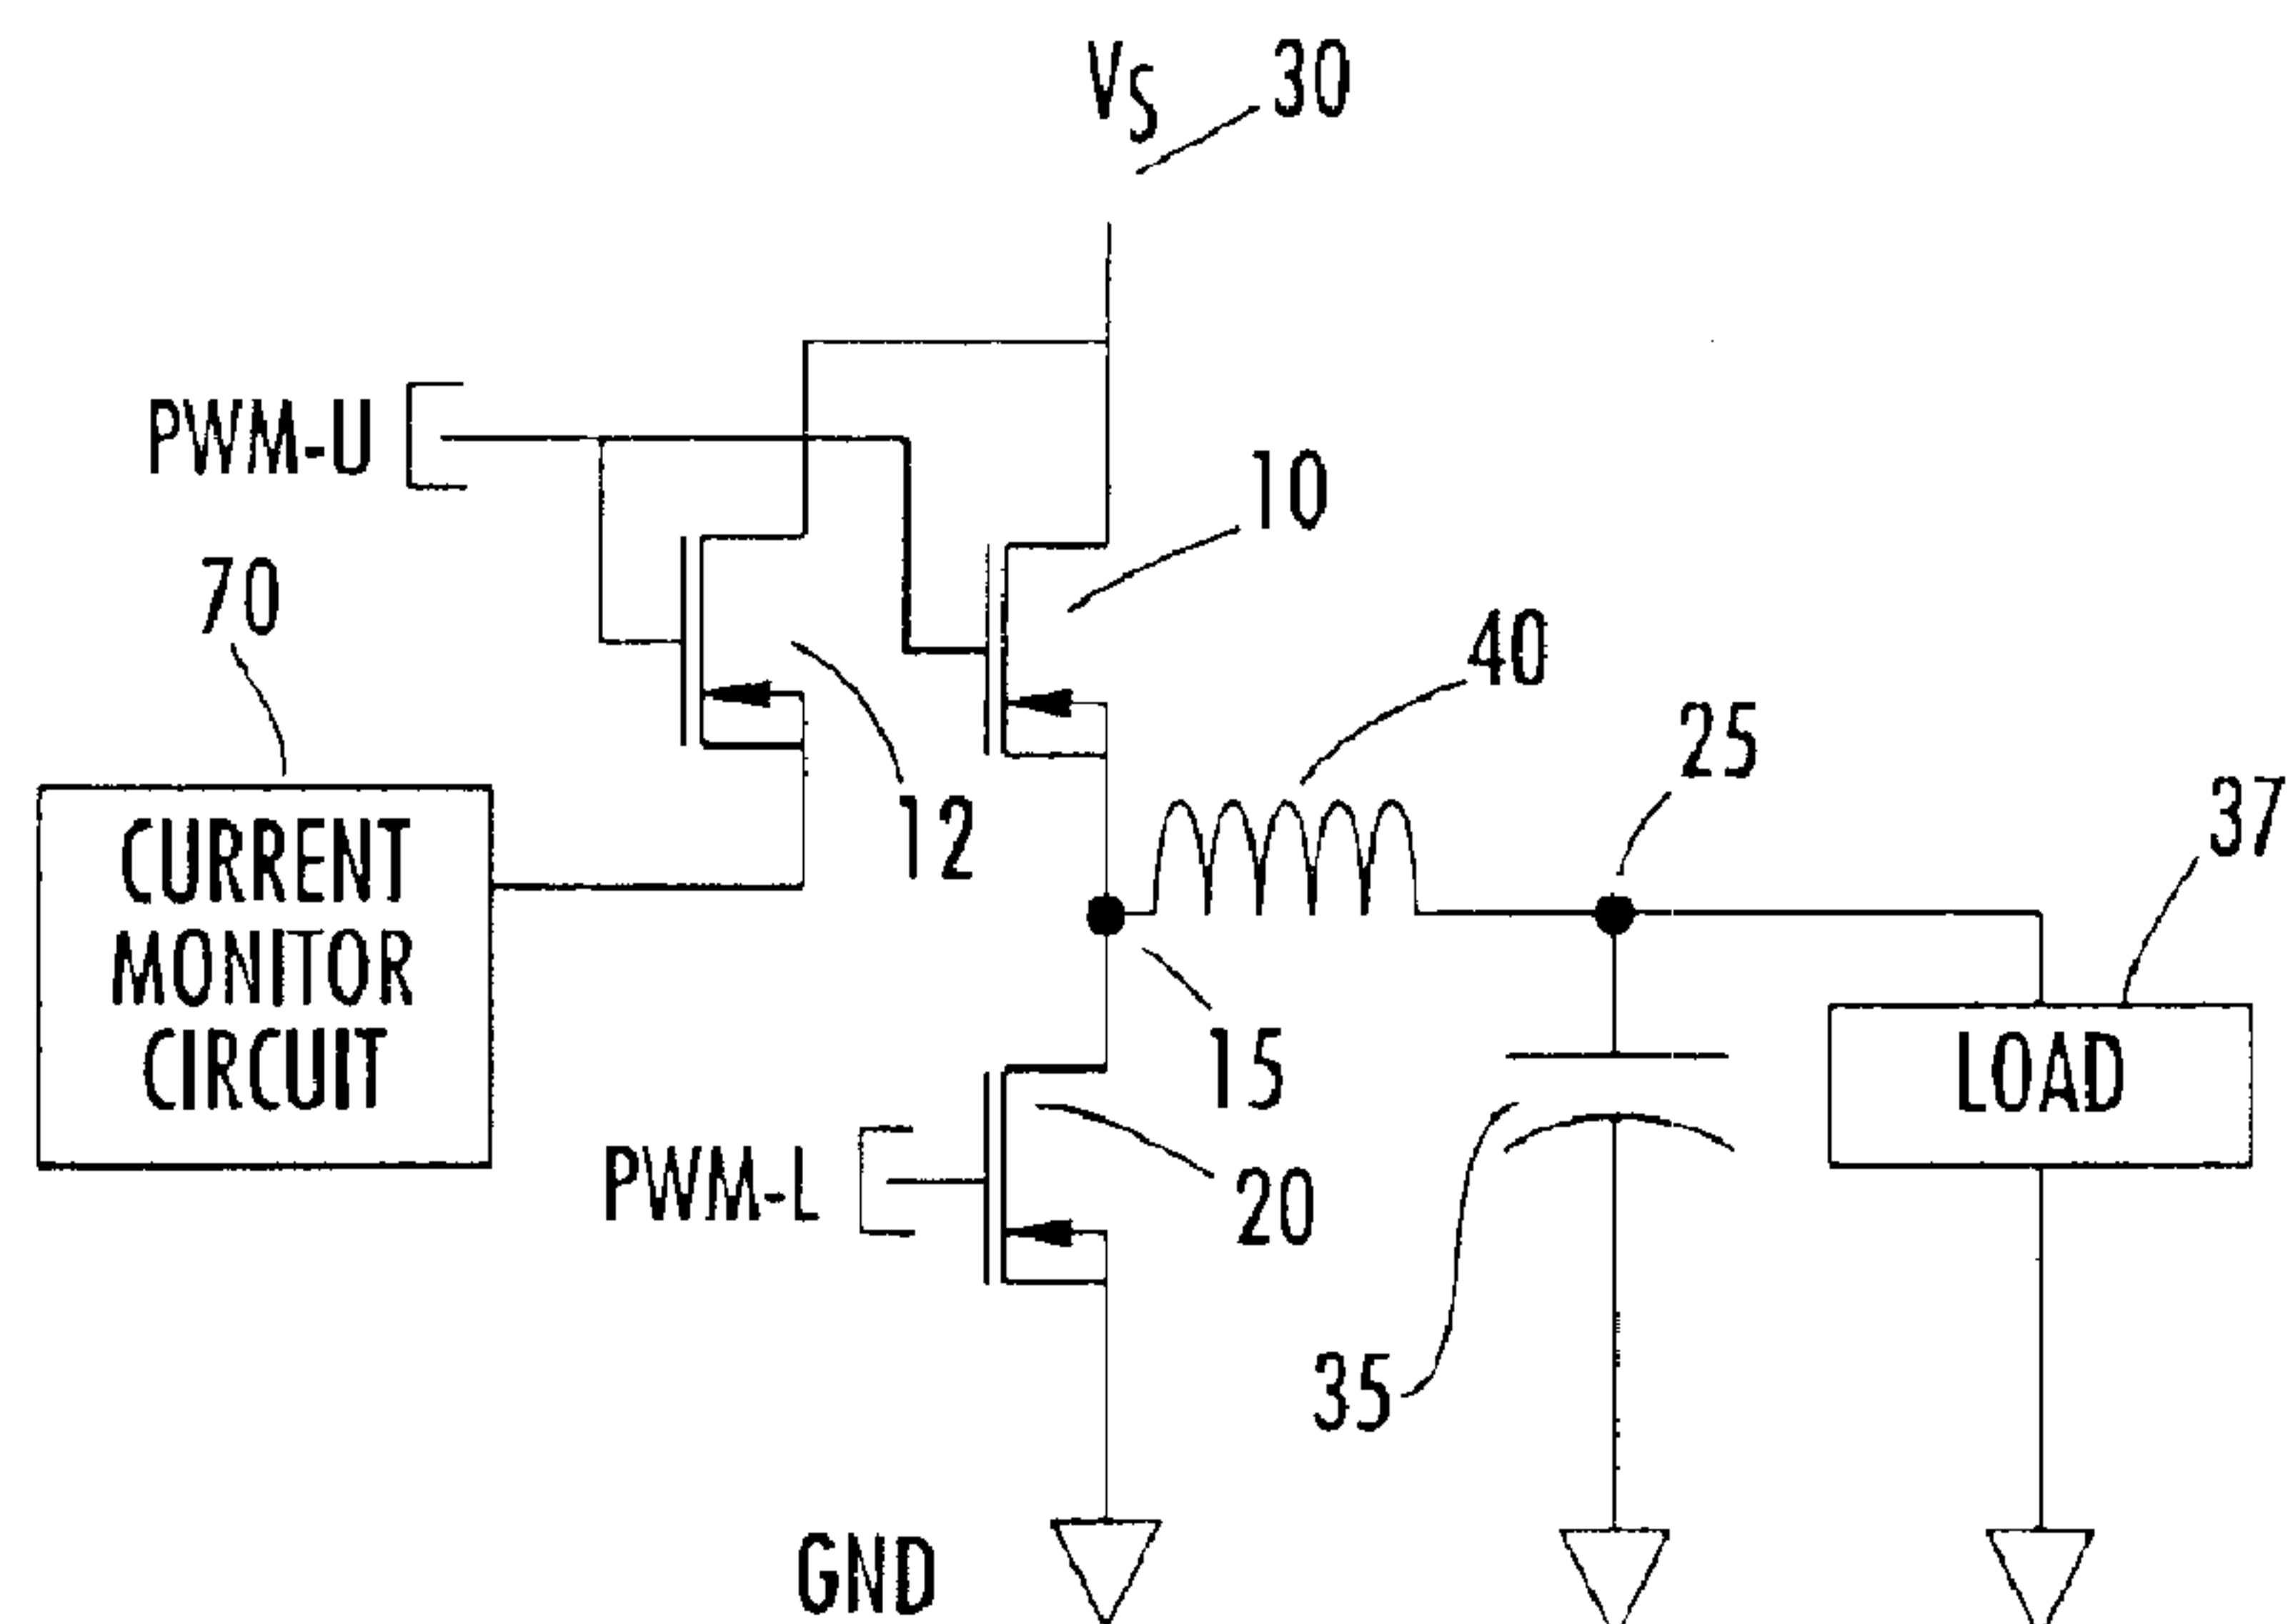 VS
30
PWM-U
10
70
40
25
37
12
CURRENT
MONITOR
CIRCUIT
LOAD
15
PWM-L
20
35
GND